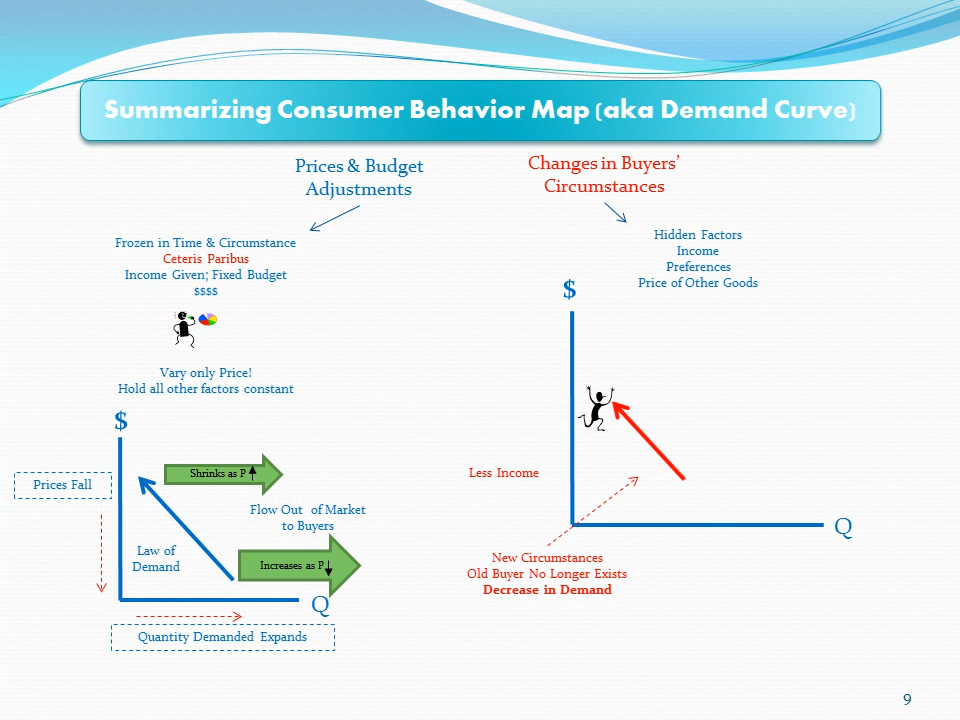 Summarizing Consumer Behavior Map (aka Demand Curve)
Prices & Budget
Adjustments
Changes in Buyers’
Circumstances
Frozen in Time & Circumstance
Ceteris Paribus
Income Given; Fixed Budget
$$$$
Vary only Price!
Hold all other factors constant
$
Shrinks as P
Prices Fall
Flow Out of Market
to Buyers
Law of
Demand
Increases as P
Q
Quantity Demanded Expands
Hidden Factors
Income
Preferences
Price of Other Goods
$
Less Income
Q
New Circumstances
Old Buyer No Longer Exists
Decrease in Demand
9